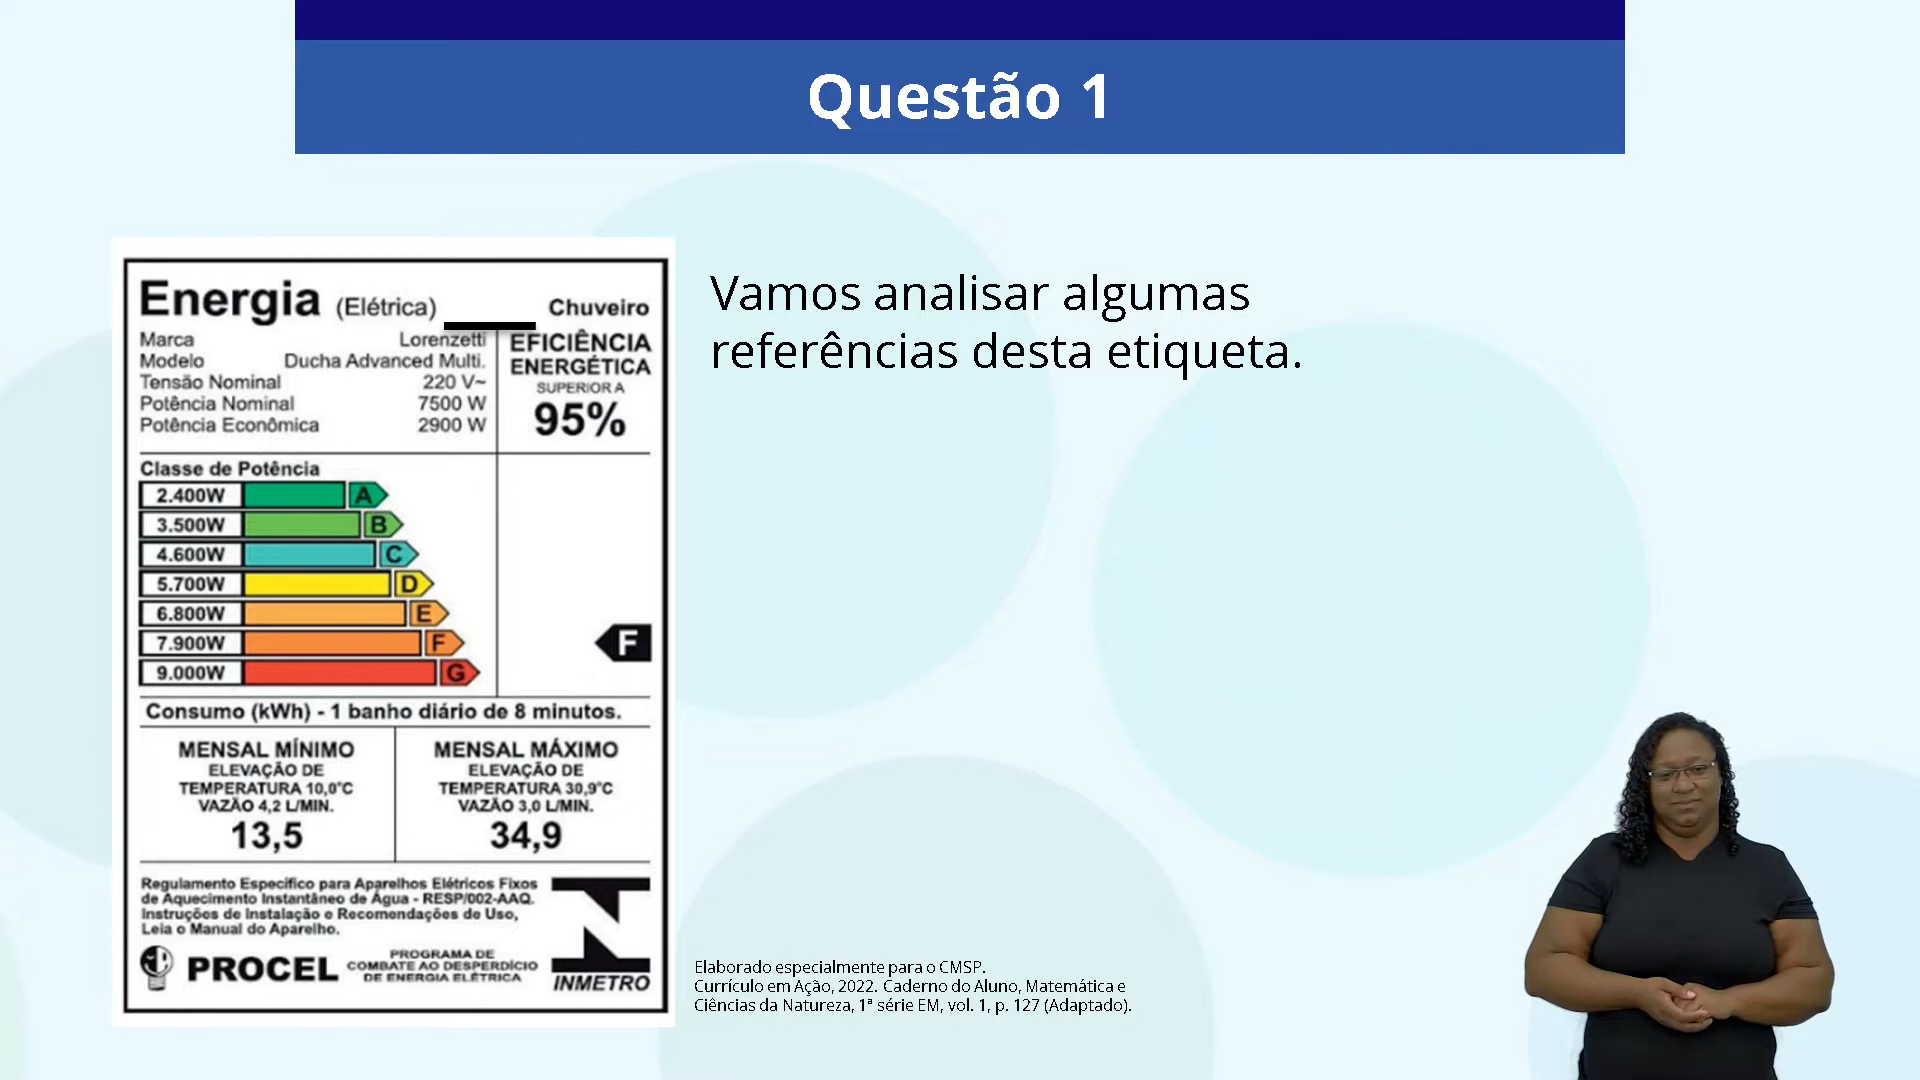 Questão 1
Vamos analisar algumas
referências desta etiqueta.
Energia (Elétrica) Chuveiro
Marca Lorenzetti
Modelo Ducha Advanced Multi.
Tensão Nominal 220 V~
Potência Nominal 7500 W
Potência Econômica 2900 W
EFICIÊNCIA
ENERGÉTICA
SUPERIOR A
95%
Classe de Potência
2.400W A
3.500W B
4.600W C
5.700W D
6.800W E
7.900W F
F
9.000W G
Consumo (kWh) - 1 banho diário de 8 minutos.
MENSAL MÍNIMO
ELEVAÇÃO DE
TEMPERATURA 10,0°C
VAZÃO 4,2 L/MIN.
13,5
MENSAL MÁXIMO
ELEVAÇÃO DE
TEMPERATURA 30,9°C
VAZÃO 3,0 L/MIN.
34,9
Regulamento Específico para Aparelhos Elétricos Fixos
de Aquecimento Instantâneo de Água - RESP/002-AAQ.
Instruções de Instalação e Recomendações de Uso,
Leia o Manual do Aparelho.
PROCEL
PROGRAMA DE
COMBATE AO DESPERDÍCIO
DE ENERGIA ELÉTRICA
INMETRO
Elaborado especialmente para o CMSP.
Currículo em Ação, 2022. Caderno do Aluno, Matemática e
Ciências da Natureza, 1ª série EM, vol. 1, p. 127 (Adaptado).